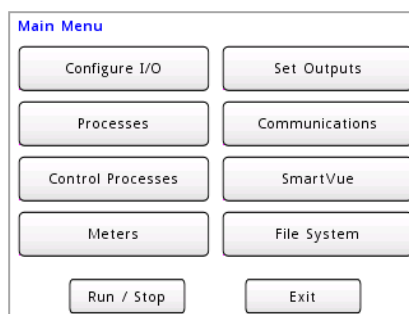 Main Menu
Configure I/O Set Outputs
Processes Communications
Control Processes SmartVue
Meters File System
Run / Stop Exit